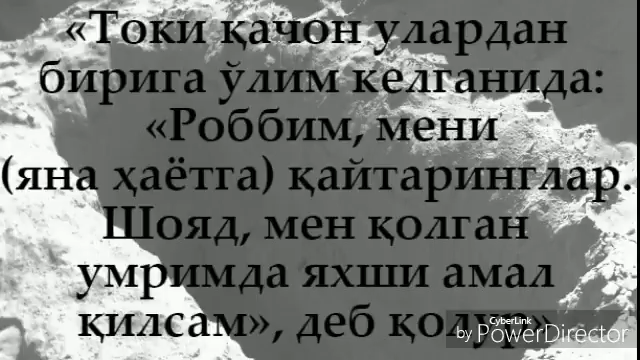 «Токи қачон улардан
бирига ўлим келганида:
«Роббим, мени
(яна ҳаётга) қайтаринглар.
Шояд, мен қолган
умримда яхши амал
қилсам», деб
CyberLink
by PowerDirector